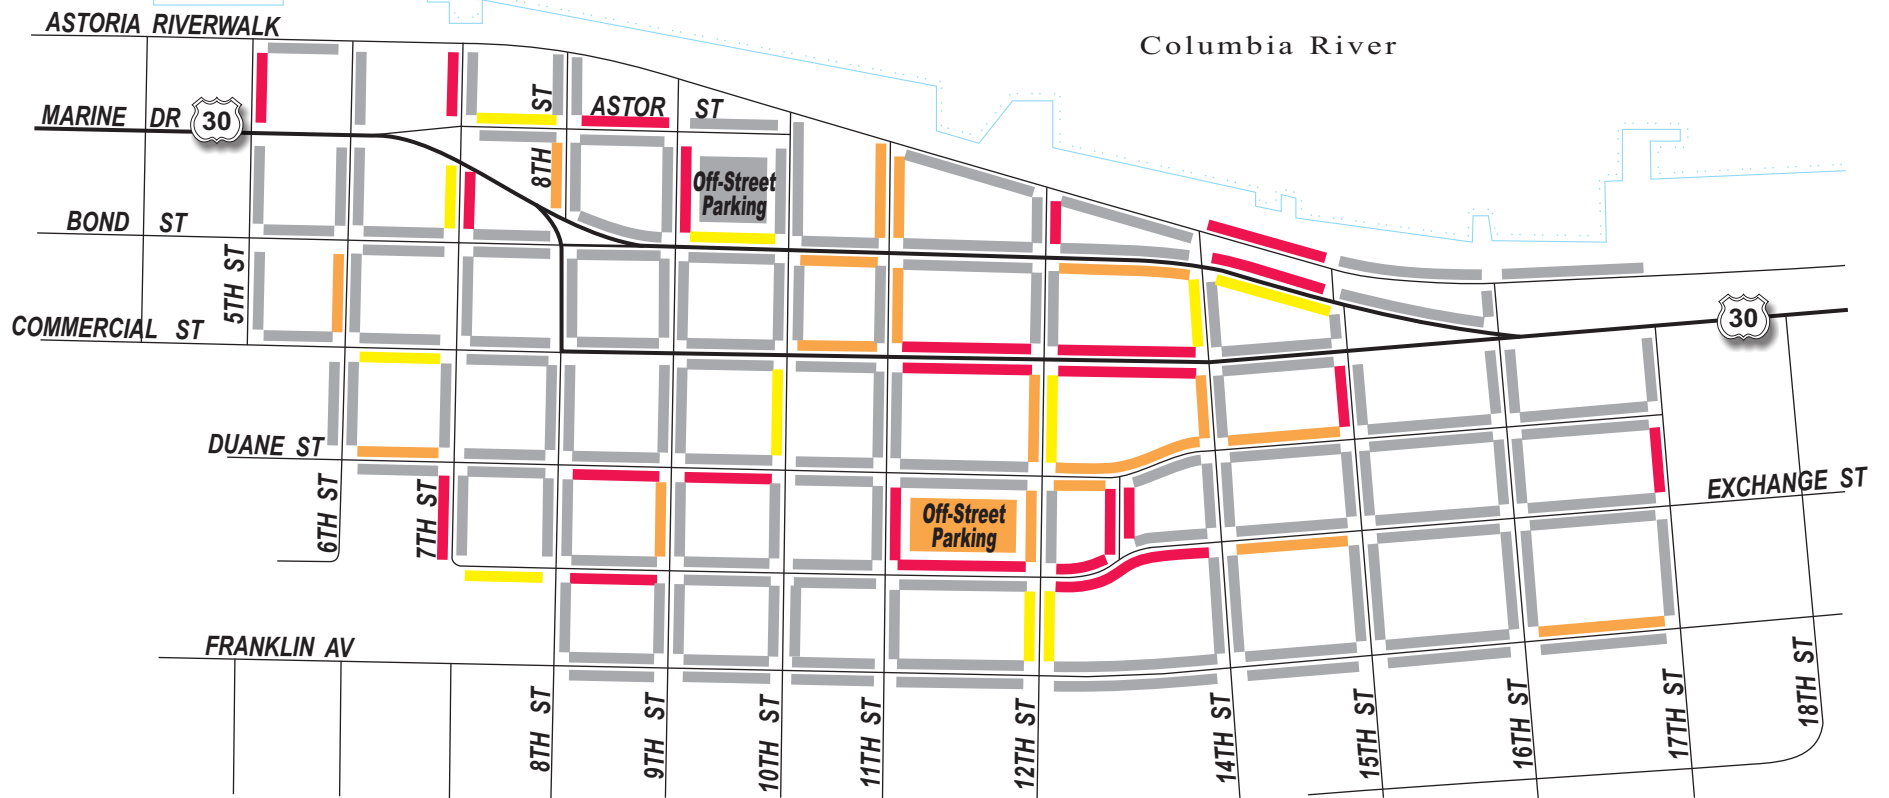 ASTORIA RIVERWALK
Columbia River
MARINE DR
30
8TH ST
ASTOR ST
Off-Street
Parking
BOND ST
5TH ST
COMMERCIAL ST
30
DUANE ST
6TH ST
7TH ST
Off-Street
Parking
EXCHANGE ST
FRANKLIN AV
8TH ST
9TH ST
10TH ST
11TH ST
12TH ST
14TH ST
15TH ST
16TH ST
17TH ST
18TH ST